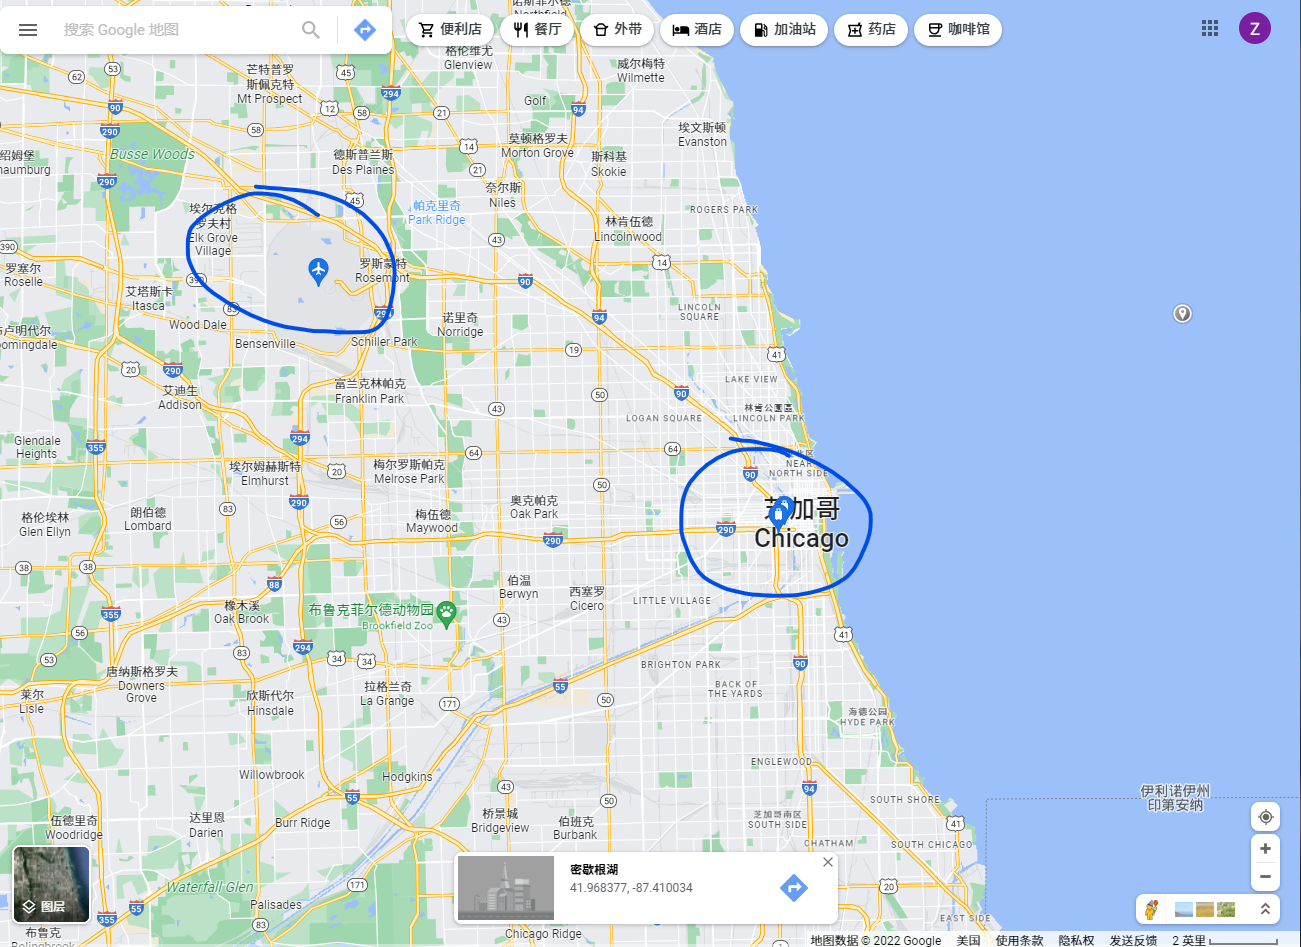 搜索 Google 地图
便利店
餐厅
外带
酒店
加油站
药店
咖啡馆
Z
Northfield
格伦维尤
Glenview
威尔梅特
Wilmette
芒特普罗
斯佩克特
Mt Prospect
Golf
埃文斯顿
Evanston
莫顿格罗夫
Morton Grove
斯科基
Skokie
Busse Woods
德斯普兰斯
Des Plaines
绍姆堡
haumburg
奈尔斯
Niles
帕克里奇
Park Ridge
ROGERS PARK
埃尔克格
罗夫村
Elk Grove
Village
林肯伍德
Lincolnwood
罗塞尔
Roselle
罗斯蒙特
Rosemont
艾塔斯卡
Itasca
Wood Dale
Bensenville
Schiller Park
诺里奇
Norridge
LINCOLN
SQUARE
卢明代尔
oomingdale
艾迪生
Addison
富兰克林帕克
Franklin Park
LAKE VIEW
林肯公園區
LINCOLN PARK
LOGAN SQUARE
Glendale
Heights
北区
NEAR
NORTH SIDE
埃尔姆赫斯特
Elmhurst
梅尔罗斯帕克
Melrose Park
奥克帕克
Oak Park
芝加哥
Chicago
格伦埃林
Glen Ellyn
朗伯德
Lombard
梅伍德
Maywood
伯温
Berwyn
西塞罗
Cicero
LITTLE VILLAGE
橡木溪
Oak Brook
布鲁克菲尔德动物园
Brookfield Zoo
BRIGHTON PARK
BACK OF
THE YARDS
唐纳斯格罗夫
Downers
Grove
莱尔
Lisle
欣斯代尔
Hinsdale
拉格兰奇
La Grange
海德公园
HYDE PARK
Willowbrook
Hodgkins
ENGLEWOOD
伊利诺伊州
印第安纳
SOUTH SHORE
伍德里奇
Woodridge
达里恩
Darien
Burr Ridge
桥景城
Bridgeview
伯班克
Burbank
芝加哥南区
SOUTH SIDE
CHATHAM
SOUTH CHICAGO
Waterfall Glen
Palisades
图层
密歇根湖
41.968377, -87.410034
EAST SIDE
布鲁克
Bolingbrook
Chicago Ridge
地图数据 © 2022 Google
美国
使用条款
隐私权
发送反馈
2 英里